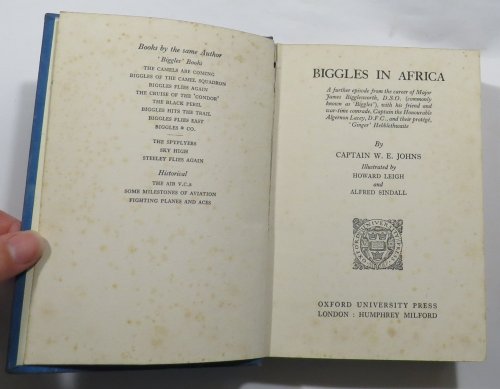 Books by the same Author
'Biggles' Books
THE CAMELS ARE COMING
BIGGLES OF THE CAMEL SQUADRON
BIGGLES FLIES AGAIN
THE CRUISE OF THE 'CONDOR'
THE BLACK PERIL
BIGGLES HITS THE TRAIL
BIGGLES FLIES EAST
BIGGLES & CO.
THE SPYFLYERS
SKY HIGH
STEELEY FLIES AGAIN
Historical
THE AIR V.C.s
SOME MILESTONES OF AVIATION
FIGHTING PLANES AND ACES
BIGGLES IN AFRICA
A further episode from the career of Major
James Bigglesworth, D.S.O. (commonly
known as 'Biggles'), with his friend and
war-time comrade, Captain the Honourable
Algernon Lacey, D.F.C., and their protégé,
'Ginger' Hebblethwaite
By
CAPTAIN W. E. JOHNS
Illustrated by
HOWARD LEIGH
and
ALFRED SINDALL
OXFORD UNIVERSITY PRESS
OXFORD UNIVERSITY PRESS
LONDON : HUMPHREY MILFORD